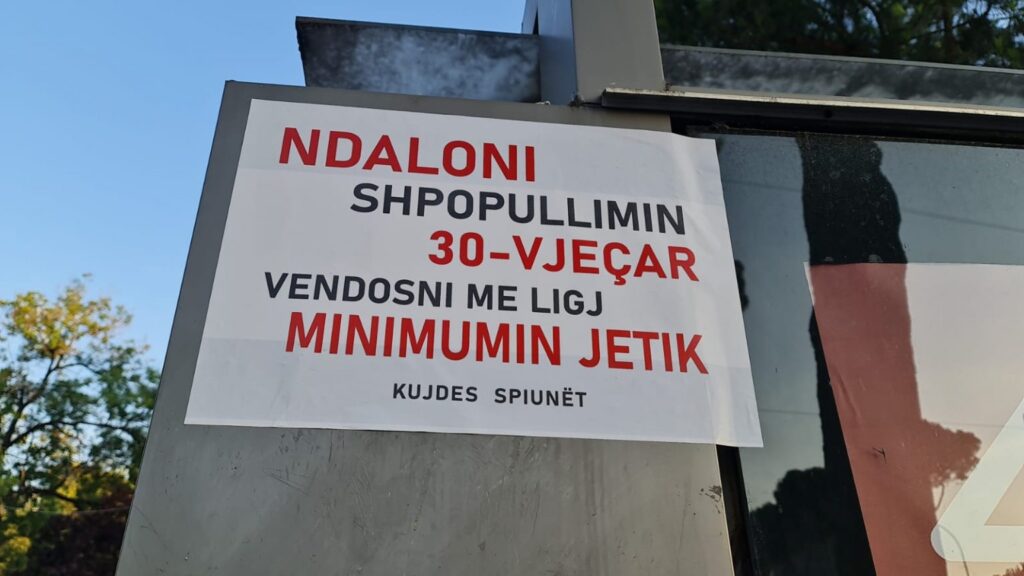 NDALONI
SHPOPULLIMIN
30-VJEÇAR
VENDOSNI ME LIGJ
MINIMUMIN JETIK
KUJDES SPIUNËT